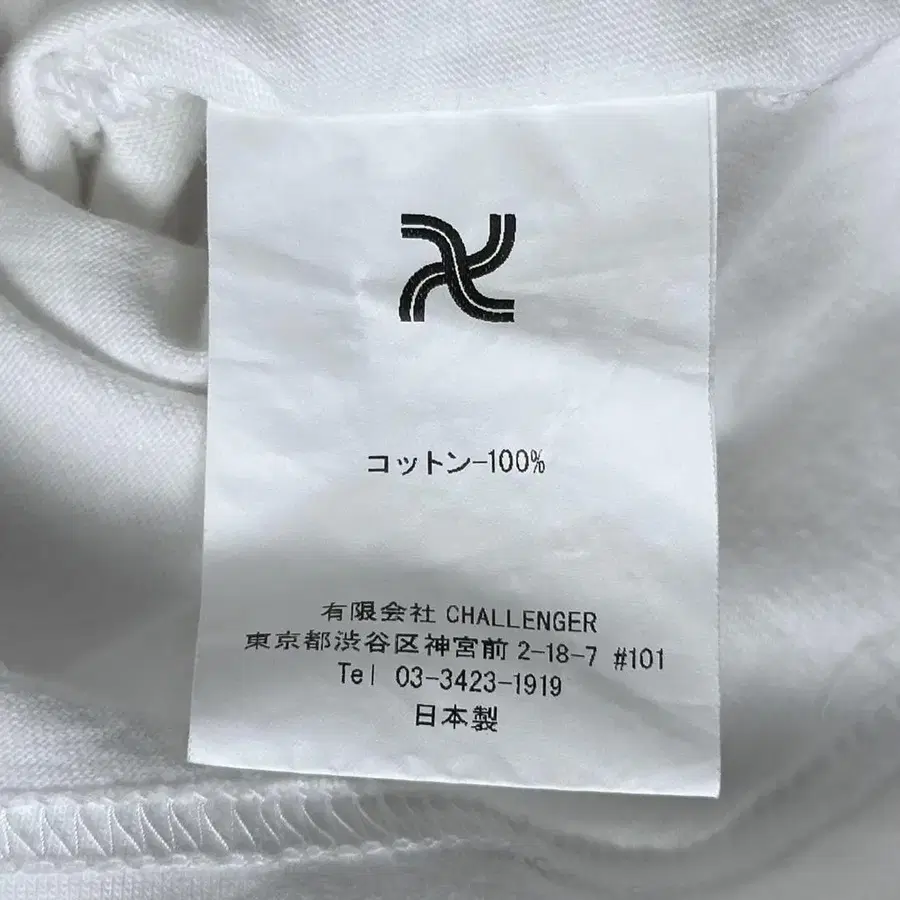 コットン-100%
有限会社 CHALLENGER
東京都渋谷区神宮前 2-18-7 #101
Tel 03-3423-1919
日本製